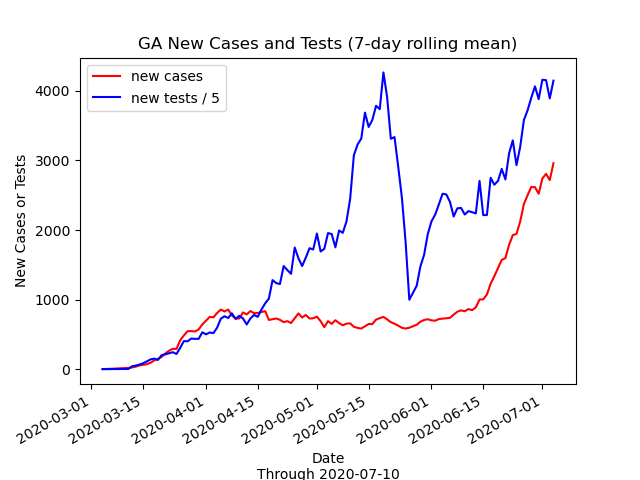 GA New Cases and Tests (7-day rolling mean)
new cases
new tests / 5
New Cases or Tests
4000
3000
2000
1000
0
2020-03-01
2020-03-15
2020-04-01
2020-04-15
2020-05-01
2020-05-15
2020-06-01
2020-06-15
2020-07-01
Date
Through 2020-07-10